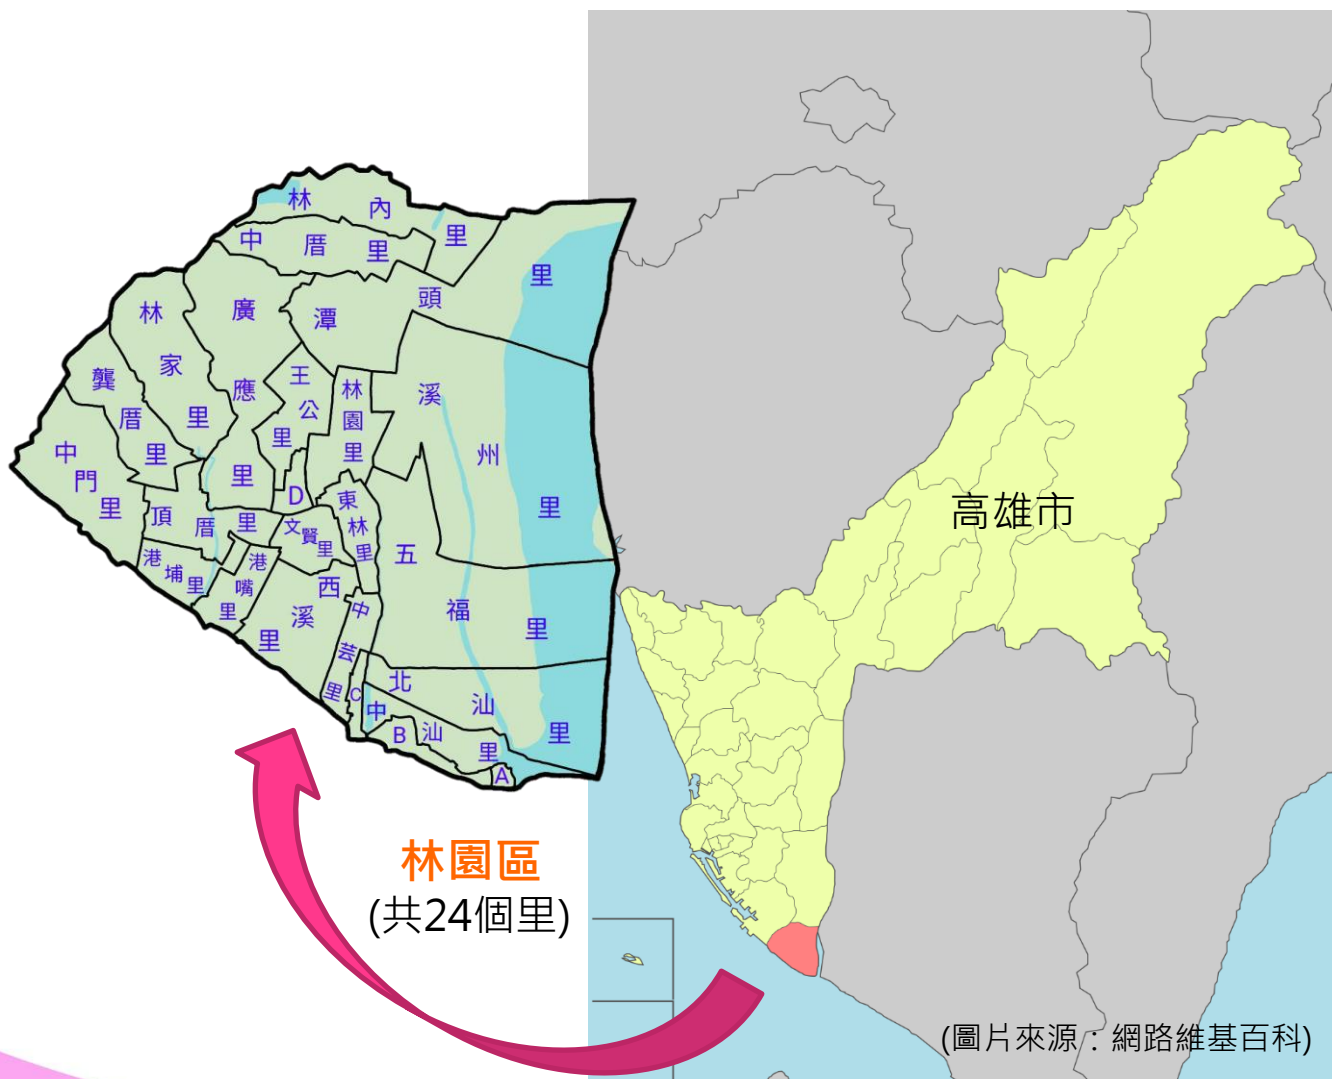 林內里
中厝里
潭頭里
林家里
廣應里
龔厝里
王公里
林園里
溪州里
中門里
D
頂厝里
文賢里
東林里
五福里
港埔里
港嘴里
西溪里
中芸里
C
北汕里
中汕里
B
A
林園區
(共24個里)
高雄市
(圖片來源：網路維基百科)